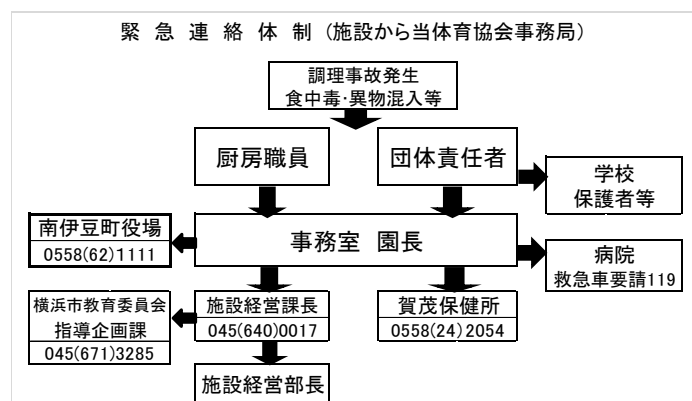 緊 急 連 絡 体 制 (施設から当体育協会事務局)
調理事故発生
食中毒・異物混入等
厨房職員
団体責任者
学校
保護者等
南伊豆町役場
0558(62)1111
事務室 園長
病院
救急車要請119
横浜市教育委員会
指導企画課
045(671)3285
施設経営課長
045(640)0017
賀茂保健所
0558(24)2054
施設経営部長